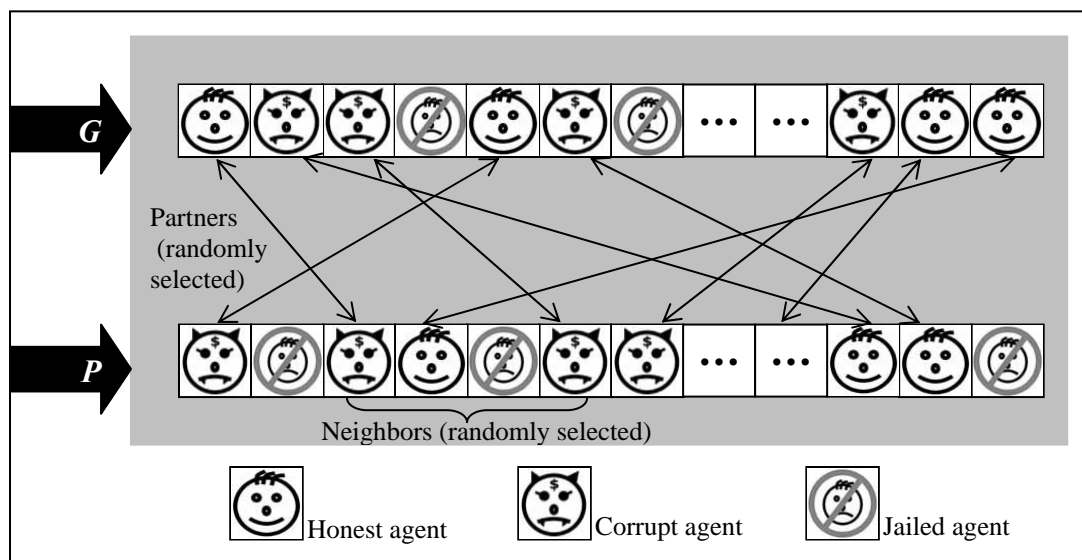 G
$ $ $ ... ... $
Partners
(randomly
selected)
$ $ $ $ ... ...
P
Neighbors (randomly selected)
$
Honest agent Corrupt agent Jailed agent